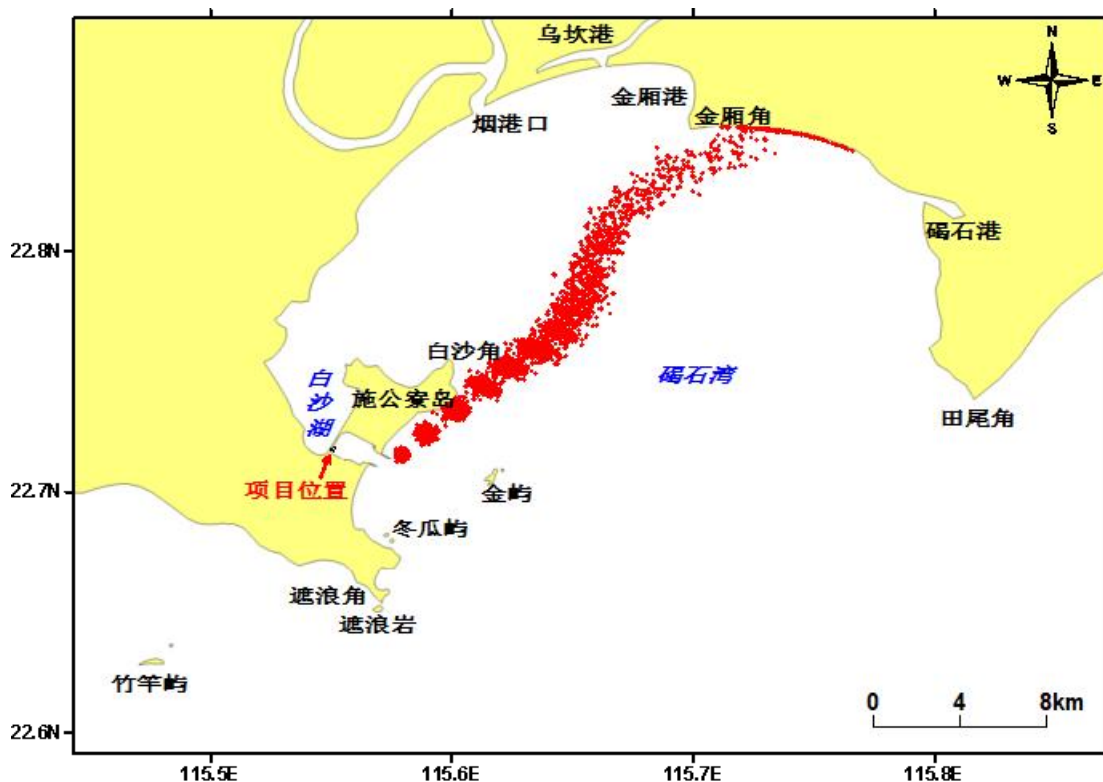 乌坎港
N
W
E
S
金厢港
金厢角
烟港口
碣石港
22.8N
白沙角
碣石湾
白沙湖
施公寮岛
田尾角
22.7N
项目位置
金屿
冬瓜屿
遮浪角
遮浪岩
竹竿屿
0 4 8km
22.6N
115.5E 115.6E 115.7E 115.8E